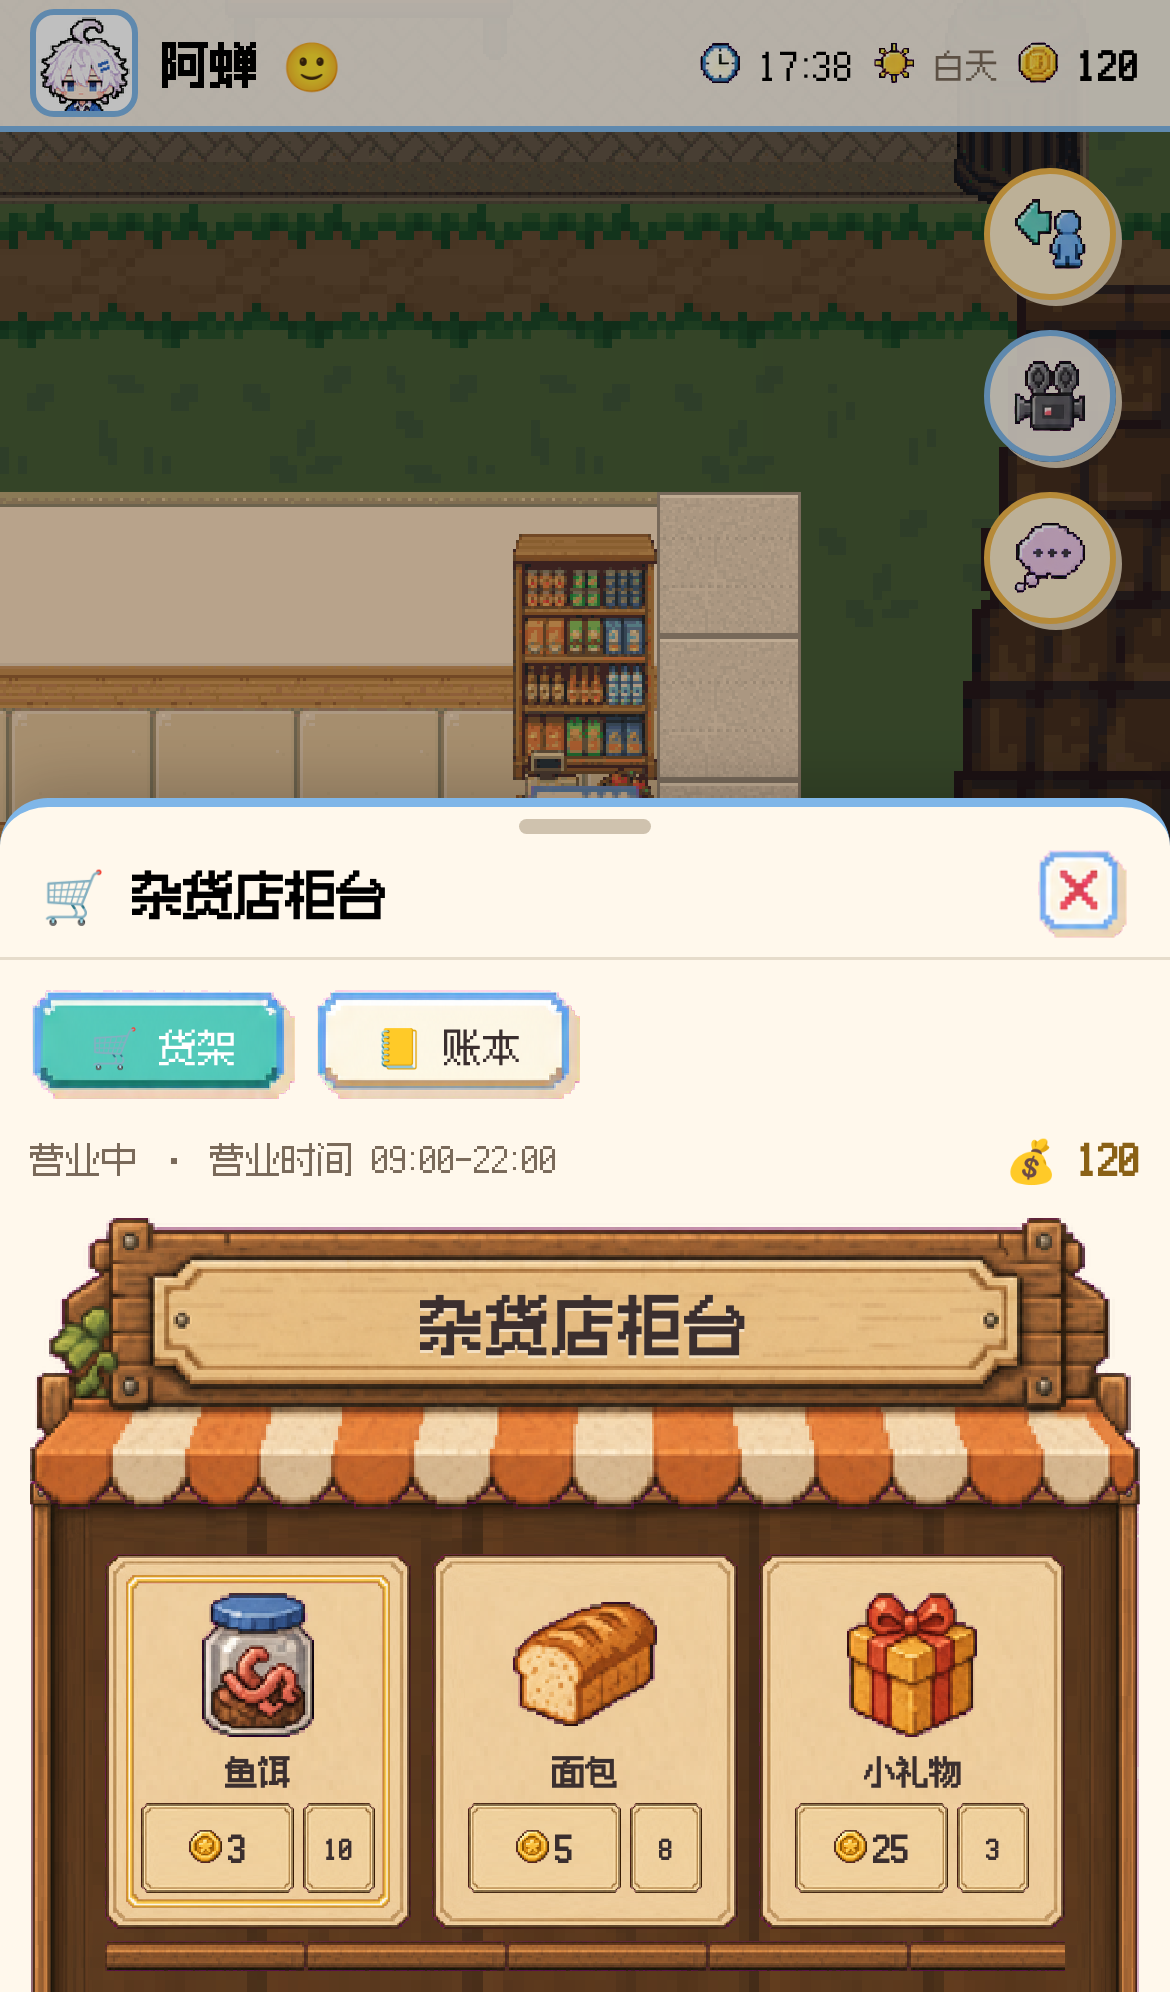 阿蝉
17:38 白天 120
杂货店柜台
货架 账本
营业中 · 营业时间 09:00-22:00 120
杂货店柜台
鱼饵 面包 小礼物
3 10 5 8 25 3